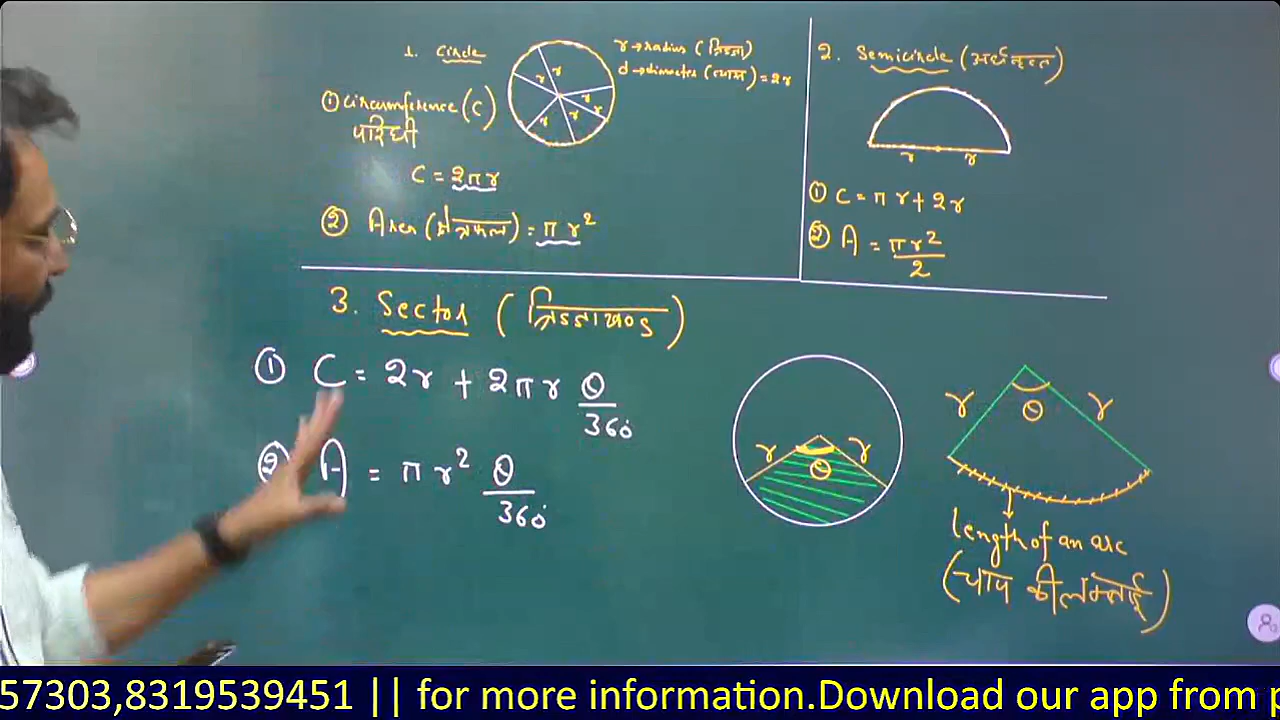 1. Circle
r → radius (त्रिज्या)
d → diameter (व्यास) = 2r
① Circumference (C)
परिधी
C = 2πr
② Area (क्षेत्रफल) = πr²
r r r r r r
2. Semicircle (अर्धवृत्त)
r r
① C = πr + 2r
② A = πr²/2
3. Sector (त्रिज्याखण्ड)
① C = 2r + 2πr θ/360°
② A = πr² θ/360°
r θ r
r θ r
length of an arc
(चाप की लम्बाई)
57303,8319539451 || for more information.Download our app from p